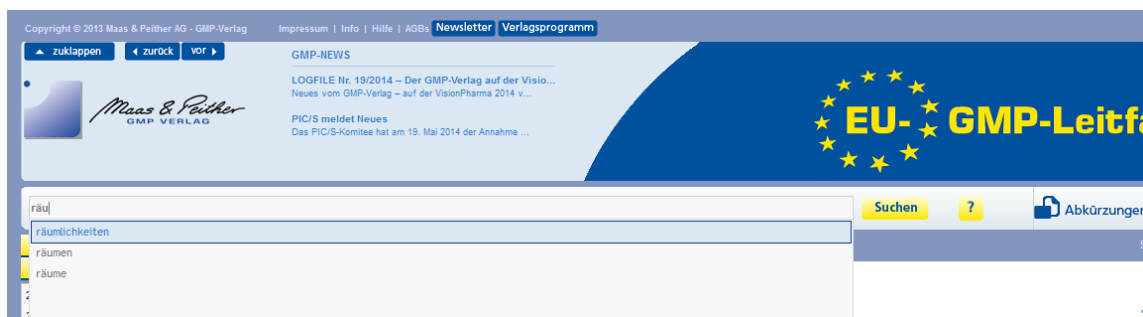 Copyright © 2013 Maas & Peither AG - GMP-Verlag Impressum | Info | Hilfe | AGBs Newsletter Verlagsprogramm
zuklappen zurück vor
GMP-NEWS
LOGFILE Nr. 19/2014 – Der GMP-Verlag auf der Visio...
Neues vom GMP-Verlag – auf der VisionPharma 2014 v...
PIC/S meldet Neues
Das PIC/S-Komitee hat am 19. Mai 2014 der Annahme ...
Maas & Peither
GMP VERLAG
EU- GMP-Leitfa
räu
Suchen ? Abkürzungen
räumlichkeiten
räumen
räume